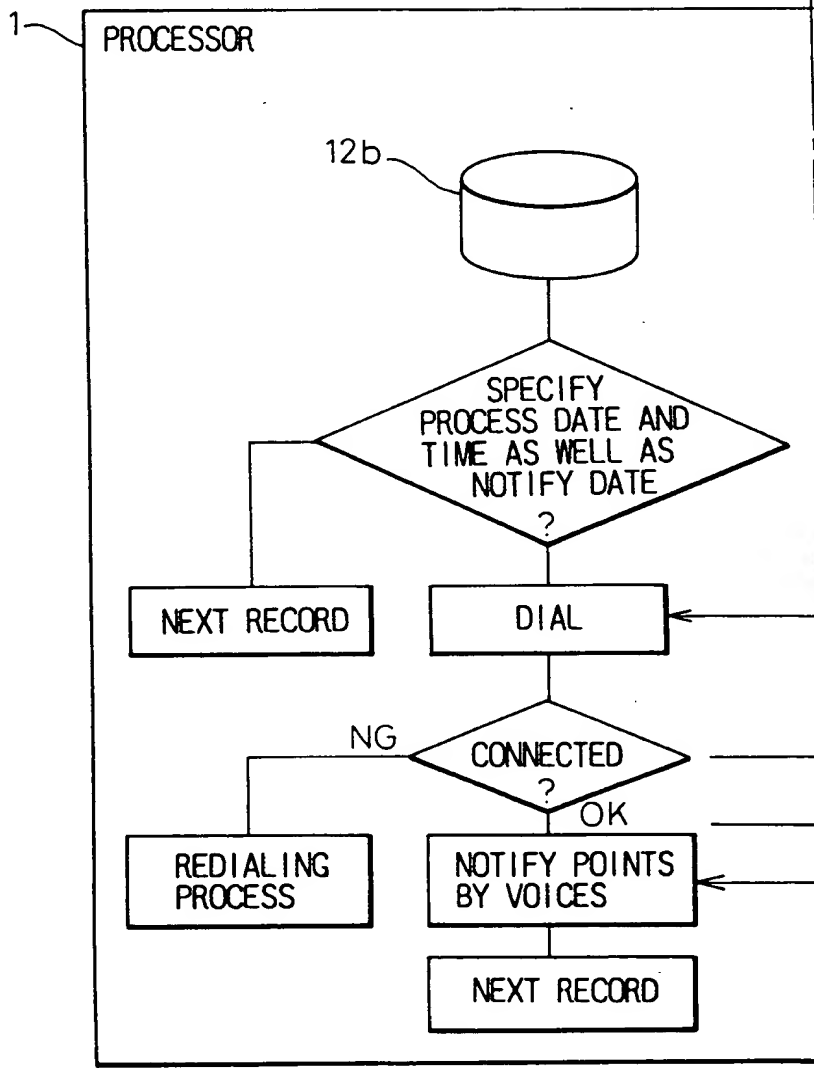 1
PROCESSOR
12b
SPECIFY
PROCESS DATE AND
TIME AS WELL AS
NOTIFY DATE
?
NEXT RECORD
DIAL
NG
CONNECTED
?
OK
REDIALING
PROCESS
NOTIFY POINTS
BY VOICES
NEXT RECORD